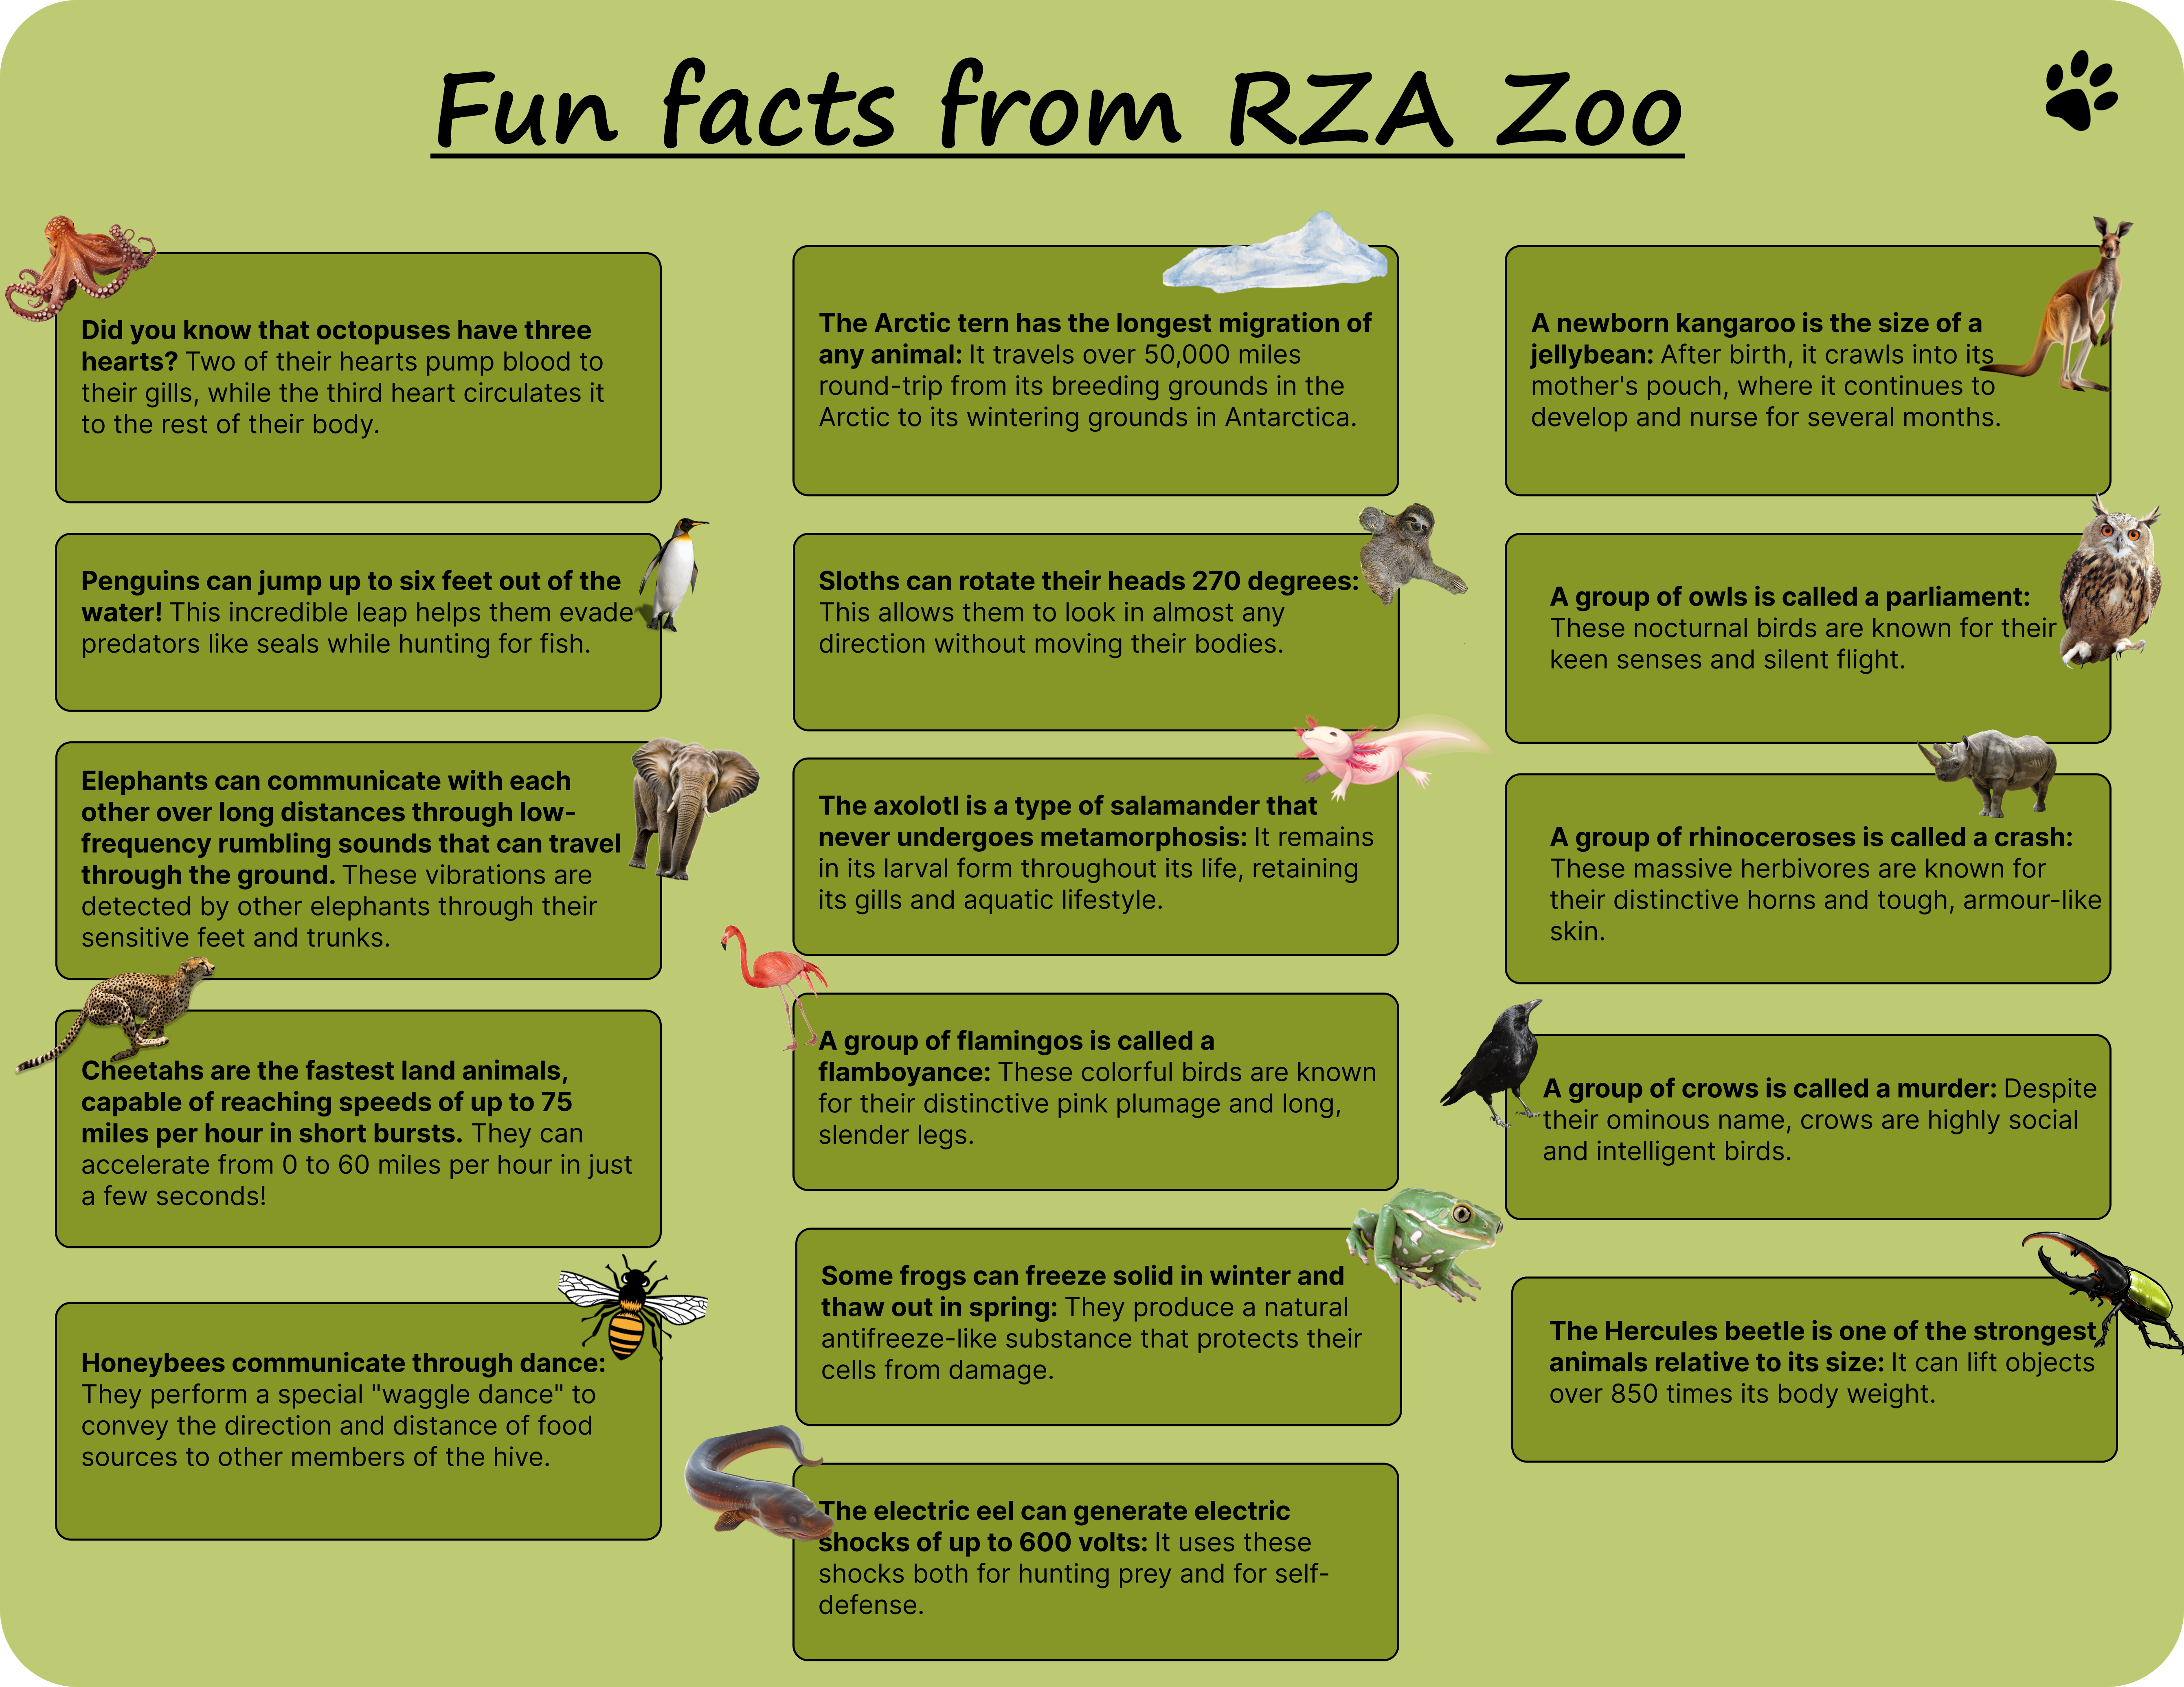 Fun facts from RZA Zoo
Did you know that octopuses have three
hearts? Two of their hearts pump blood to
their gills, while the third heart circulates it
to the rest of their body.
Penguins can jump up to six feet out of the
water! This incredible leap helps them evade
predators like seals while hunting for fish.
Elephants can communicate with each
other over long distances through low-
frequency rumbling sounds that can travel
through the ground. These vibrations are
detected by other elephants through their
sensitive feet and trunks.
Cheetahs are the fastest land animals,
capable of reaching speeds of up to 75
miles per hour in short bursts. They can
accelerate from 0 to 60 miles per hour in just
a few seconds!
Honeybees communicate through dance:
They perform a special "waggle dance" to
convey the direction and distance of food
sources to other members of the hive.
The Arctic tern has the longest migration of
any animal: It travels over 50,000 miles
round-trip from its breeding grounds in the
Arctic to its wintering grounds in Antarctica.
Sloths can rotate their heads 270 degrees:
This allows them to look in almost any
direction without moving their bodies.
The axolotl is a type of salamander that
never undergoes metamorphosis: It remains
in its larval form throughout its life, retaining
its gills and aquatic lifestyle.
A group of flamingos is called a
flamboyance: These colorful birds are known
for their distinctive pink plumage and long,
slender legs.
Some frogs can freeze solid in winter and
thaw out in spring: They produce a natural
antifreeze-like substance that protects their
cells from damage.
The electric eel can generate electric
shocks of up to 600 volts: It uses these
shocks both for hunting prey and for self-
defense.
A newborn kangaroo is the size of a
jellybean: After birth, it crawls into its
mother's pouch, where it continues to
develop and nurse for several months.
A group of owls is called a parliament:
These nocturnal birds are known for their
keen senses and silent flight.
A group of rhinoceroses is called a crash:
These massive herbivores are known for
their distinctive horns and tough, armour-like
skin.
A group of crows is called a murder: Despite
their ominous name, crows are highly social
and intelligent birds.
The Hercules beetle is one of the strongest
animals relative to its size: It can lift objects
over 850 times its body weight.